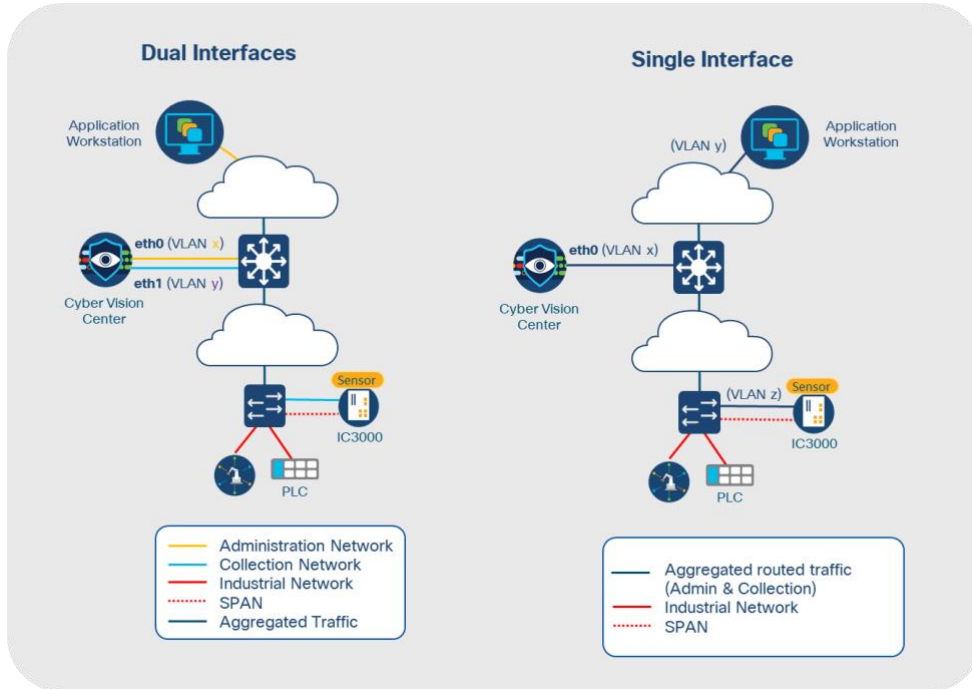 Dual Interfaces
Application
Workstation
eth0 (VLAN x)
eth1 (VLAN y)
Cyber Vision
Center
Sensor
IC3000
PLC
Administration Network
Collection Network
Industrial Network
SPAN
Aggregated Traffic
Single Interface
(VLAN y)
Application
Workstation
eth0 (VLAN x)
Cyber Vision
Center
(VLAN z)
Sensor
IC3000
PLC
Aggregated routed traffic
(Admin & Collection)
Industrial Network
SPAN